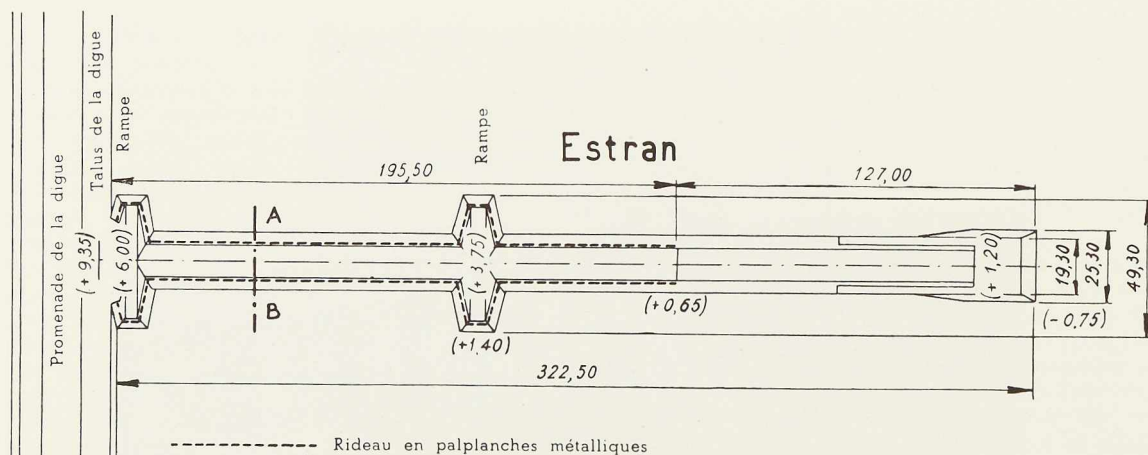 Promenade de la digue
(+ 9,35)
Talus de la digue
Rampe
(+ 6,00)
Rampe
Estran
195,50
127,00
A
B
(+ 3,75)
(+1,40)
(+0,65)
(+ 1,20)
19,30
25,30
49,30
(- 0,75)
322,50
Rideau en palplanches métalliques